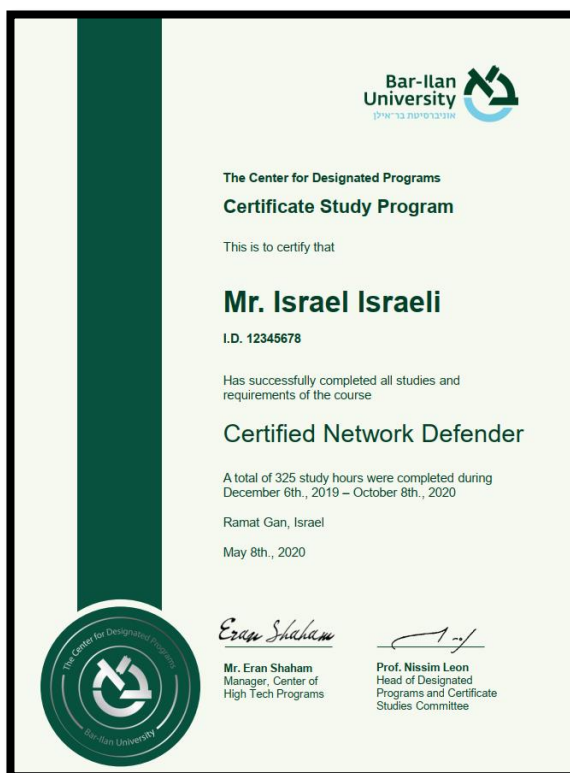 Bar-Ilan
University
אוניברסיטת בר־אילן
The Center for Designated Programs
Certificate Study Program
This is to certify that
Mr. Israel Israeli
I.D. 12345678
Has successfully completed all studies and
requirements of the course
Certified Network Defender
A total of 325 study hours were completed during
December 6th., 2019 – October 8th., 2020
Ramat Gan, Israel
May 8th., 2020
Eran Shaham
Mr. Eran Shaham
Manager, Center of
High Tech Programs
Prof. Nissim Leon
Head of Designated
Programs and Certificate
Studies Committee
The Center for Designated Programs
Bar-Ilan University